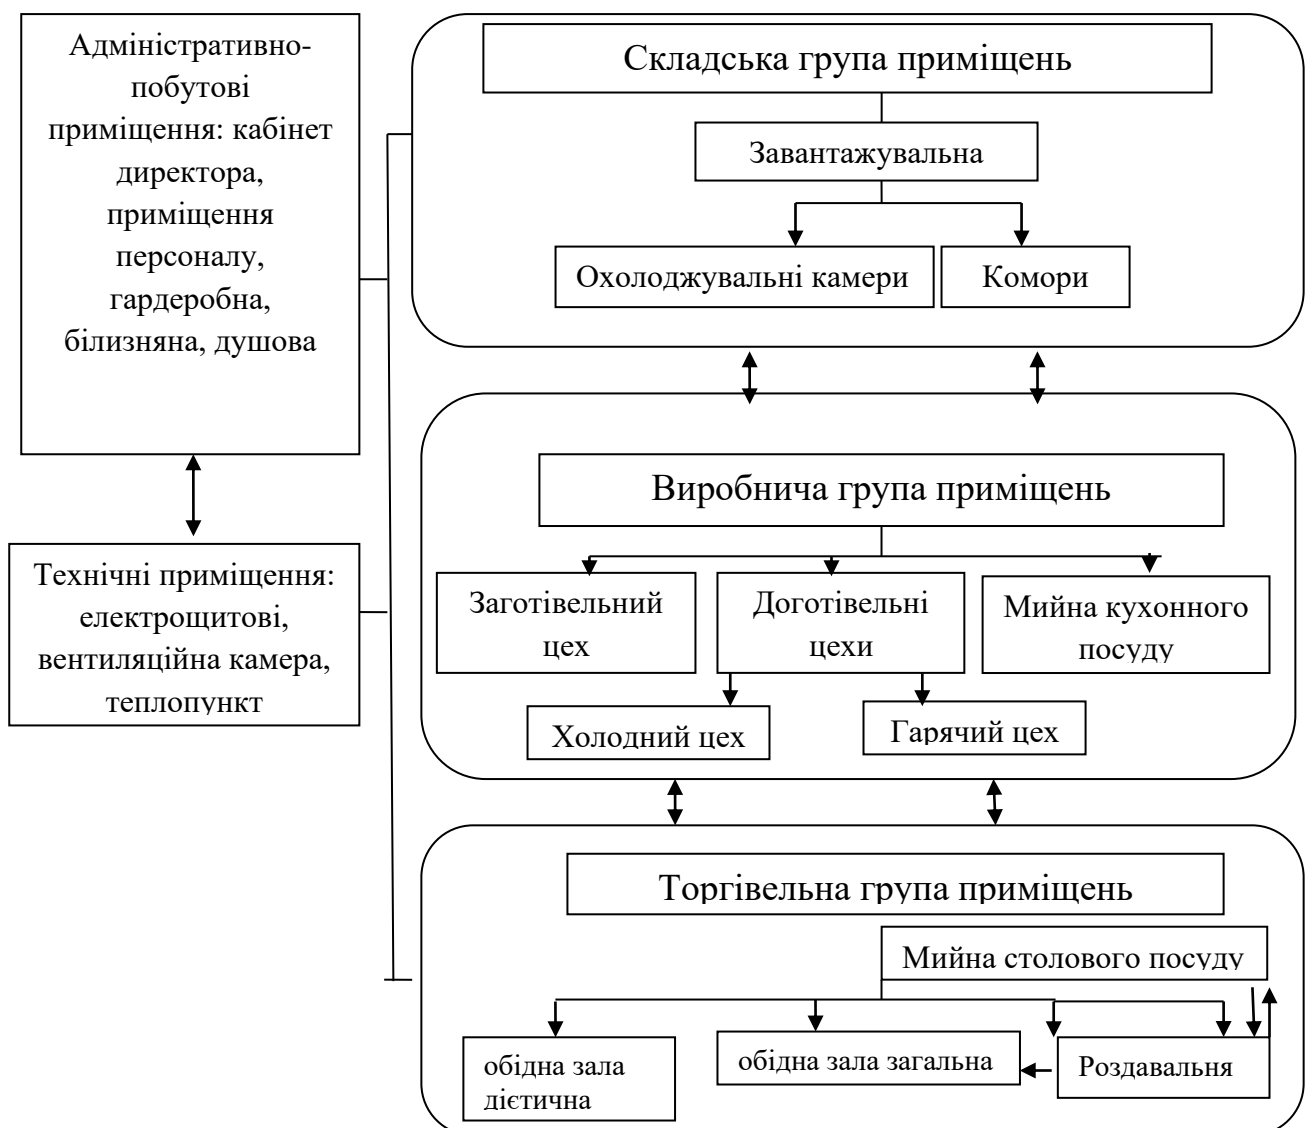 Адміністративно-
побутові
приміщення: кабінет
директора,
приміщення
персоналу,
гардеробна,
білизняна, душова
Технічні приміщення:
електрощитові,
вентиляційна камера,
теплопункт
Складська група приміщень
Завантажувальна
Охолоджувальні камери
Комори
Виробнича група приміщень
Заготівельний
цех
Доготівельні
цехи
Мийна кухонного
посуду
Холодний цех
Гарячий цех
Торгівельна група приміщень
Мийна столового посуду
обідна зала
дієтична
обідна зала загальна
Роздавальня